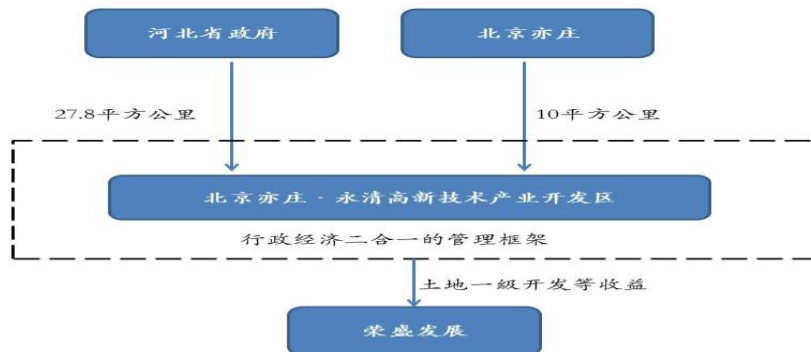 河北省政府
北京亦庄
27.8平方公里
10平方公里
北京亦庄·永清高新技术产业开发区
行政经济二合一的管理框架
土地一级开发等收益
荣盛发展